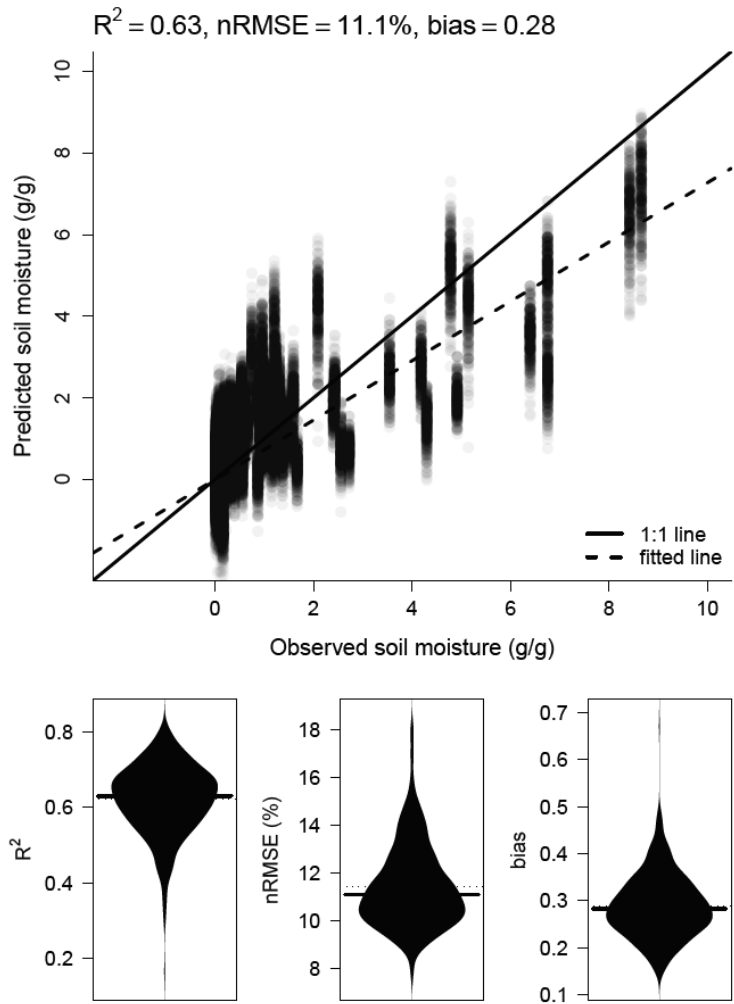 R² = 0.63, nRMSE = 11.1%, bias = 0.28
Predicted soil moisture (g/g)
10
8
6
4
2
0
1:1 line
fitted line
0 2 4 6 8 10
Observed soil moisture (g/g)
R²
0.8
0.6
0.4
0.2
nRMSE (%)
18
16
14
12
10
8
bias
0.7
0.6
0.5
0.4
0.3
0.2
0.1